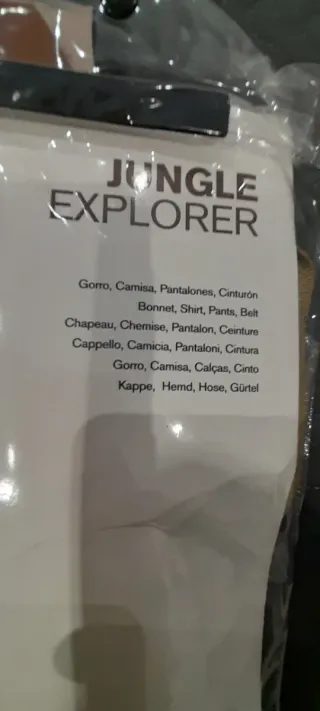 JUNGLE
EXPLORER
Gorro, Camisa, Pantalones, Cinturón
Bonnet, Shirt, Pants, Belt
Chapeau, Chemise, Pantalon, Ceinture
Cappello, Camicia, Pantaloni, Cintura
Gorro, Camisa, Calças, Cinto
Kappe, Hemd, Hose, Gürtel